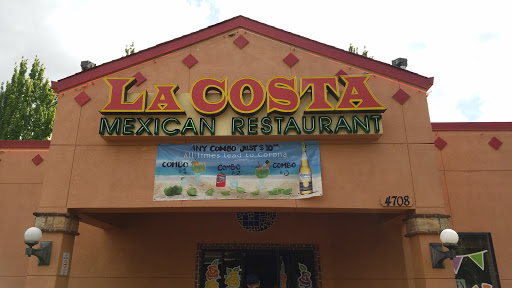 LA COSTA
MEXICAN RESTAURANT
ANY COMBO JUST $10
All times lead to Corona
COMBO COMBO COMBO
4708